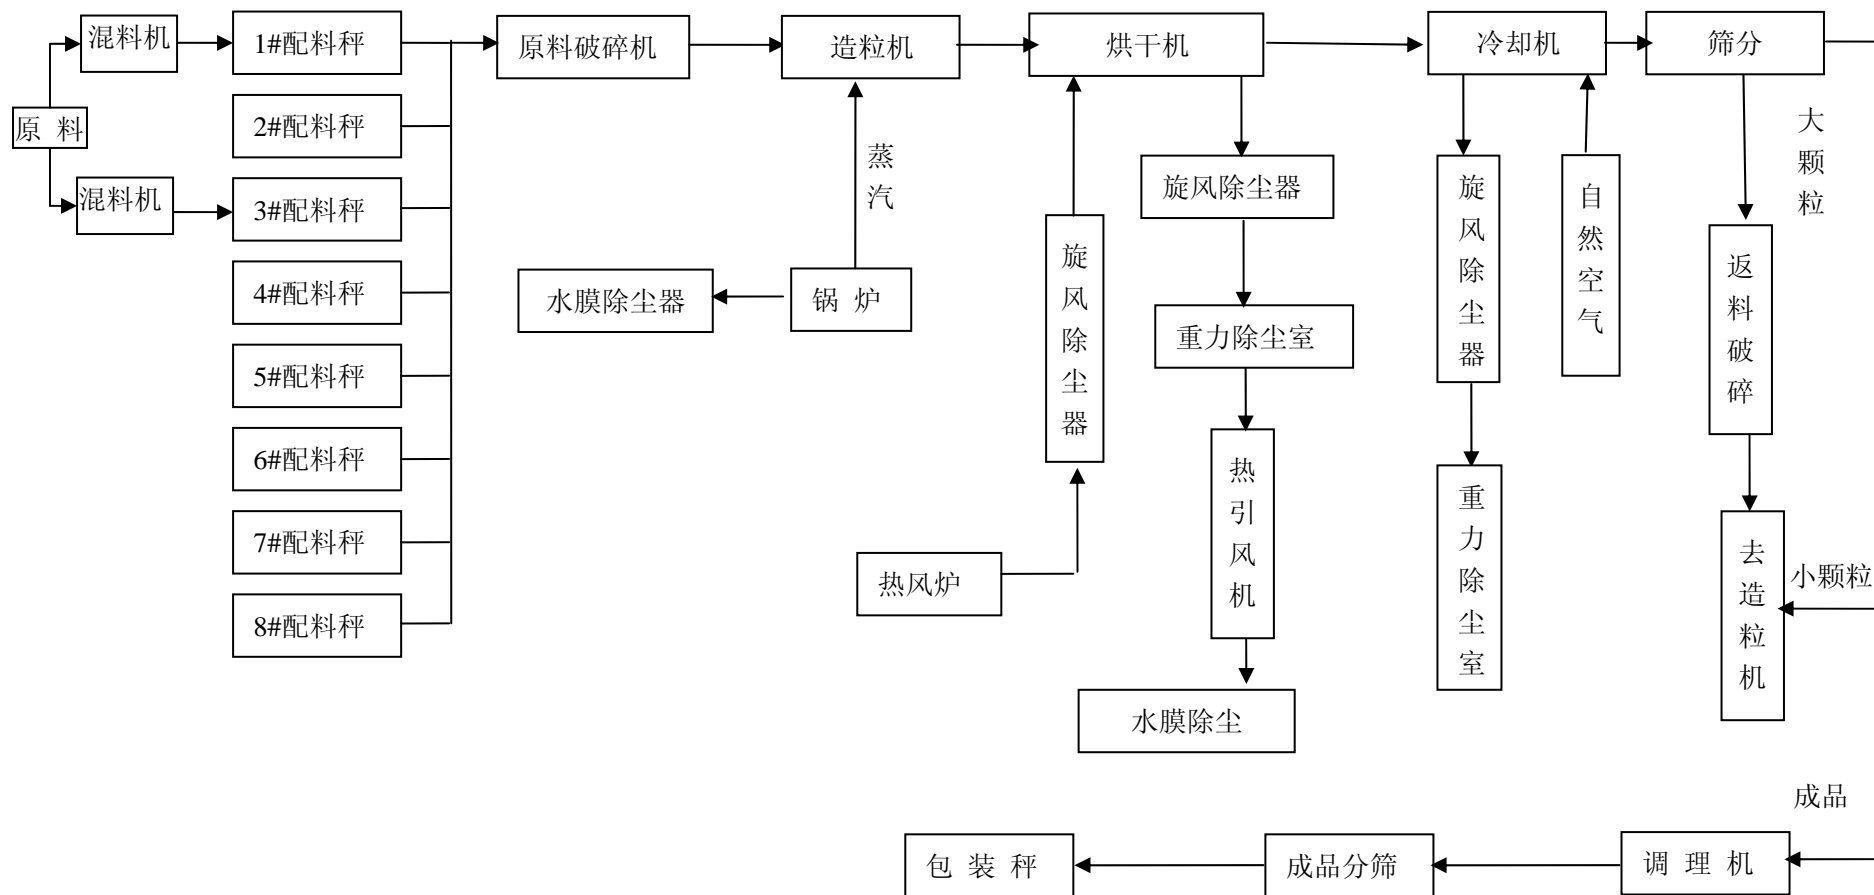 混料机
1#配料秤
原料破碎机
造粒机
烘干机
冷却机
筛分
原 料
2#配料秤
蒸汽
大颗粒
混料机
3#配料秤
旋风除尘器
旋风除尘器
自然空气
4#配料秤
水膜除尘器
锅 炉
旋风除尘器
重力除尘室
返料破碎
5#配料秤
6#配料秤
热引风机
重力除尘室
7#配料秤
热风炉
去造粒机
小颗粒
8#配料秤
水膜除尘
成品
包 装 秤
成品分筛
调 理 机